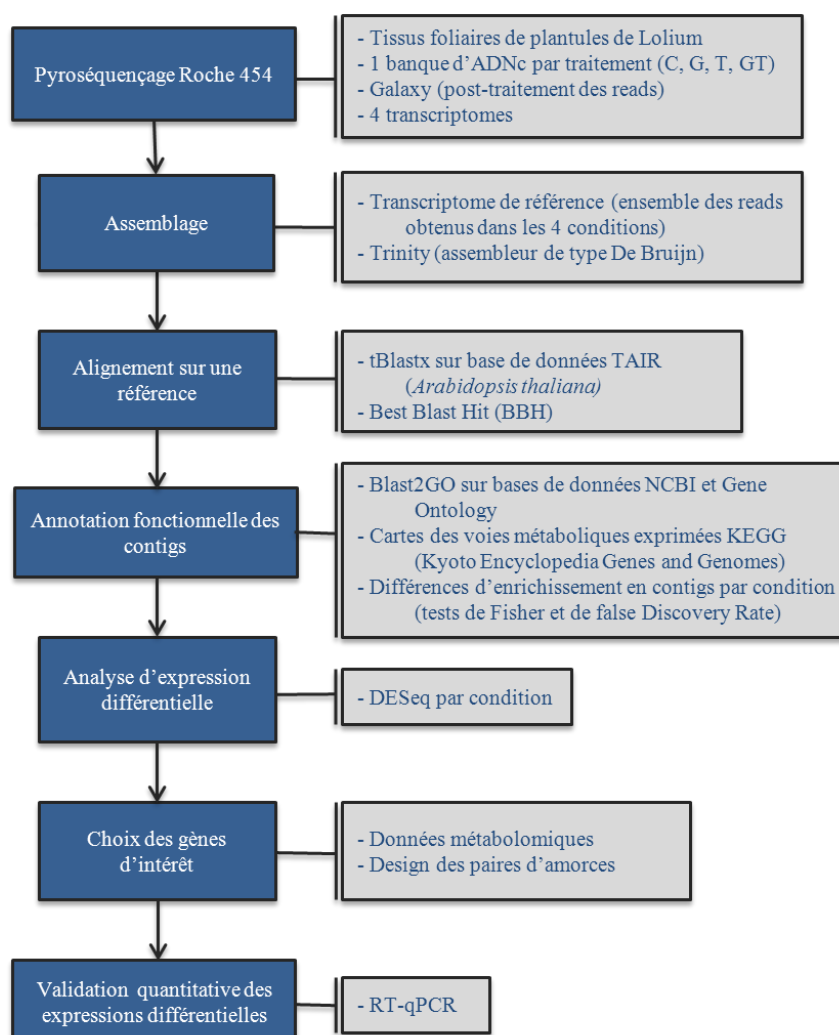 Pyroséquençage Roche 454
- Tissus foliaires de plantules de Lolium
- 1 banque d’ADNc par traitement (C, G, T, GT)
- Galaxy (post-traitement des reads)
- 4 transcriptomes
Assemblage
- Transcriptome de référence (ensemble des reads
obtenus dans les 4 conditions)
- Trinity (assembleur de type De Bruijn)
Alignement sur une
référence
- tBlastx sur base de données TAIR
(Arabidopsis thaliana)
- Best Blast Hit (BBH)
Annotation fonctionnelle des
contigs
- Blast2GO sur bases de données NCBI et Gene
Ontology
- Cartes des voies métaboliques exprimées KEGG
(Kyoto Encyclopedia Genes and Genomes)
- Différences d’enrichissement en contigs par condition
(tests de Fisher et de false Discovery Rate)
Analyse d’expression
différentielle
- DESeq par condition
Choix des gènes
d’intérêt
- Données métabolomiques
- Design des paires d’amorces
Validation quantitative des
expressions différentielles
- RT-qPCR